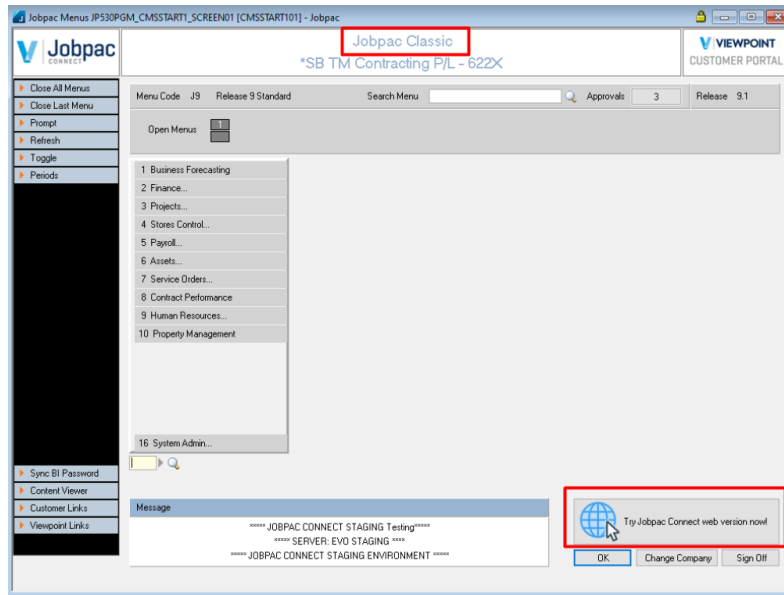 Jobpac Menus JP530PGM_CMSSTART1_SCREEN01 [CMSSTART101] - Jobpac
Jobpac
CONNECT
Jobpac Classic
*SB TM Contracting P/L - 622X
VIEWPOINT
CUSTOMER PORTAL
Close All Menus
Close Last Menu
Prompt
Refresh
Toggle
Periods
Menu Code J9 Release 9 Standard Search Menu Approvals 3 Release 9.1
Open Menus 1
1 Business Forecasting
2 Finance...
3 Projects...
4 Stores Control...
5 Payroll...
6 Assets...
7 Service Orders...
8 Contract Performance
9 Human Resources...
10 Property Management
16 System Admin...
Sync BI Password
Content Viewer
Customer Links
Viewpoint Links
Message
***** JOBPAC CONNECT STAGING Testing*****
***** SERVER: EVO STAGING ****
***** JOBPAC CONNECT STAGING ENVIRONMENT *****
Try Jobpac Connect web version now!
OK Change Company Sign Off